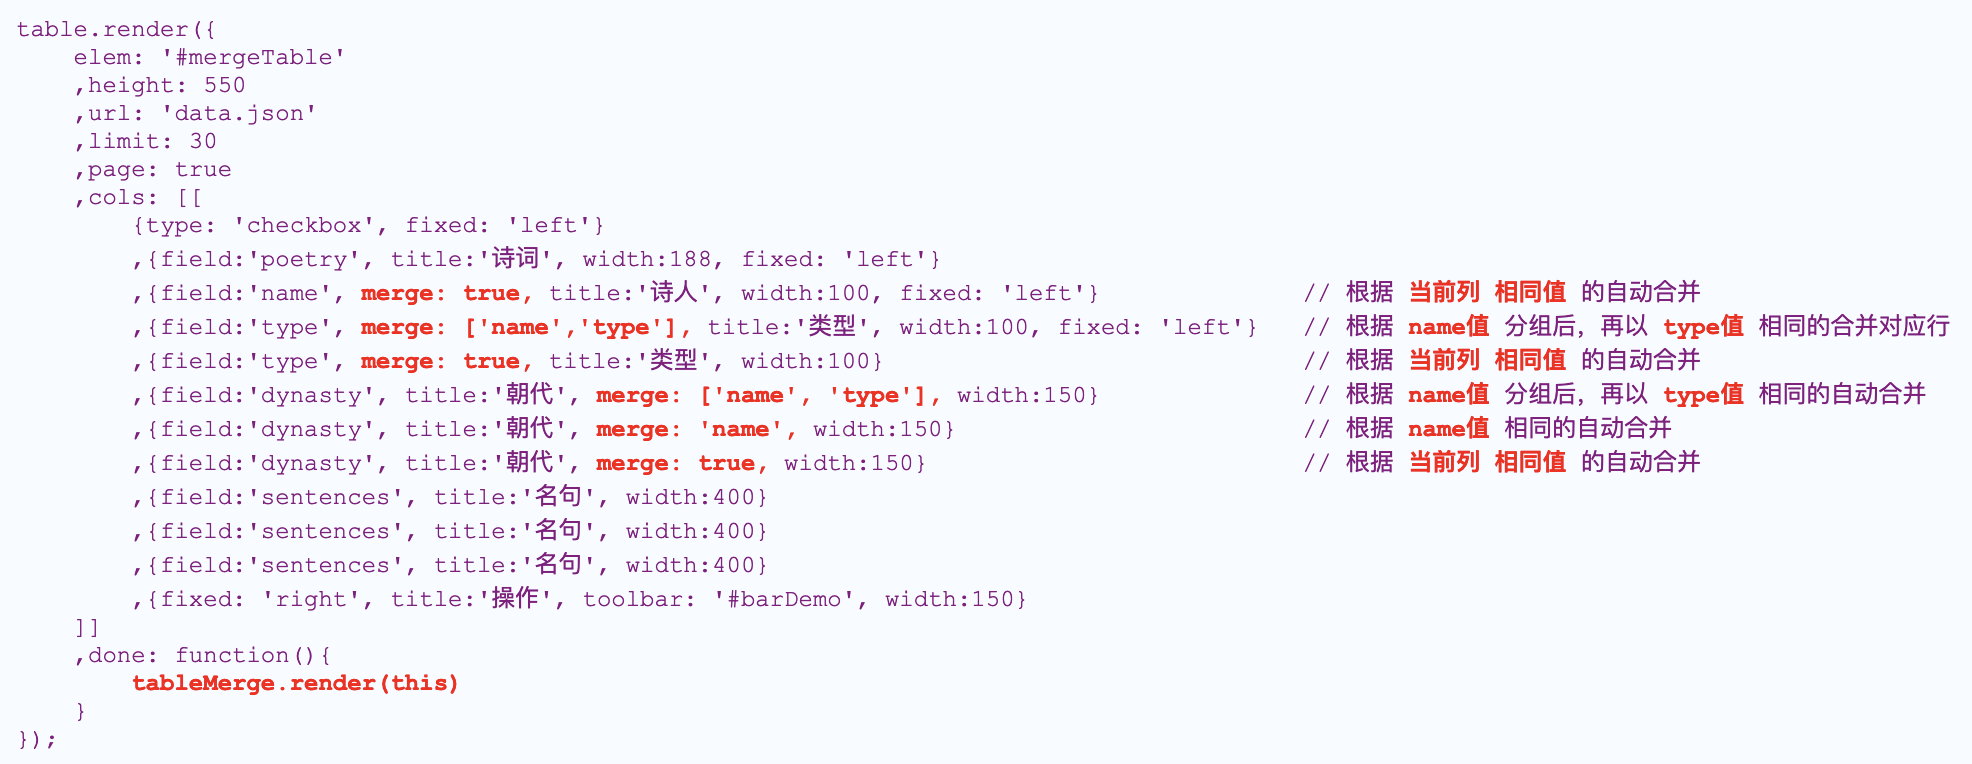 table.render({
    elem: '#mergeTable'
    ,height: 550
    ,url: 'data.json'
    ,limit: 30
    ,page: true
    ,cols: [[
        {type: 'checkbox', fixed: 'left'}
        ,{field:'poetry', title:'诗词', width:188, fixed: 'left'}
        ,{field:'name', merge: true, title:'诗人', width:100, fixed: 'left'} // 根据 当前列 相同值 的自动合并
        ,{field:'type', merge: ['name','type'], title:'类型', width:100, fixed: 'left'} // 根据 name值 分组后，再以 type值 相同的合并对应行
        ,{field:'type', merge: true, title:'类型', width:100} // 根据 当前列 相同值 的自动合并
        ,{field:'dynasty', title:'朝代', merge: ['name', 'type'], width:150} // 根据 name值 分组后，再以 type值 相同的自动合并
        ,{field:'dynasty', title:'朝代', merge: 'name', width:150} // 根据 name值 相同的自动合并
        ,{field:'dynasty', title:'朝代', merge: true, width:150} // 根据 当前列 相同值 的自动合并
        ,{field:'sentences', title:'名句', width:400}
        ,{field:'sentences', title:'名句', width:400}
        ,{field:'sentences', title:'名句', width:400}
        ,{fixed: 'right', title:'操作', toolbar: '#barDemo', width:150}
    ]]
    ,done: function(){
        tableMerge.render(this)
    }
});